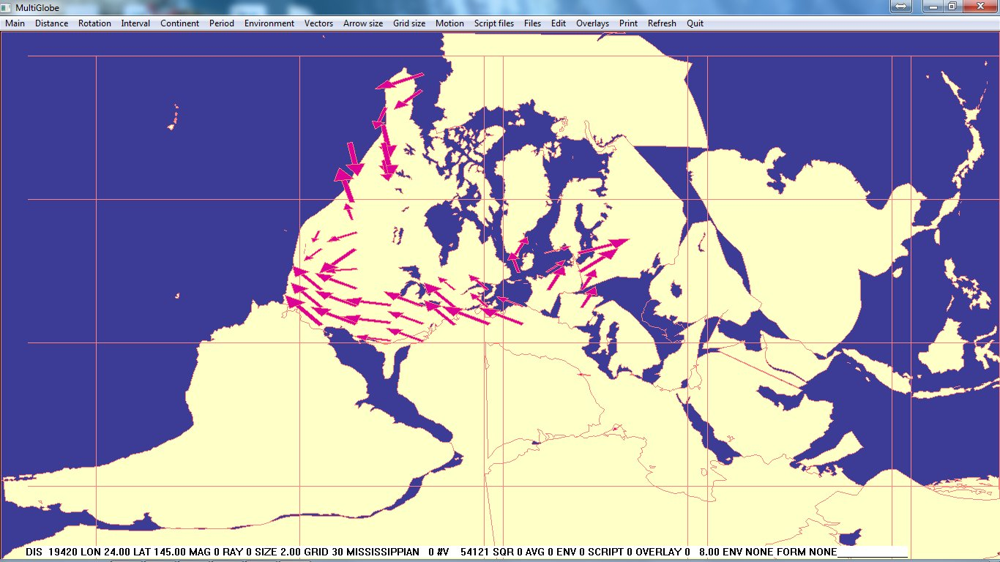 MultiGlobe
Main Distance Rotation Interval Continent Period Environment Vectors Arrow size Grid size Motion Script files Files Edit Overlays Print Refresh Quit
DIS 19420 LON 24.00 LAT 145.00 MAG 0 RAY 0 SIZE 2.00 GRID 30 MISSISSIPPIAN 0 #V 54121 SQR 0 AVG 0 ENV 0 SCRIPT 0 OVERLAY 0 8.00 ENV NONE FORM NONE____________